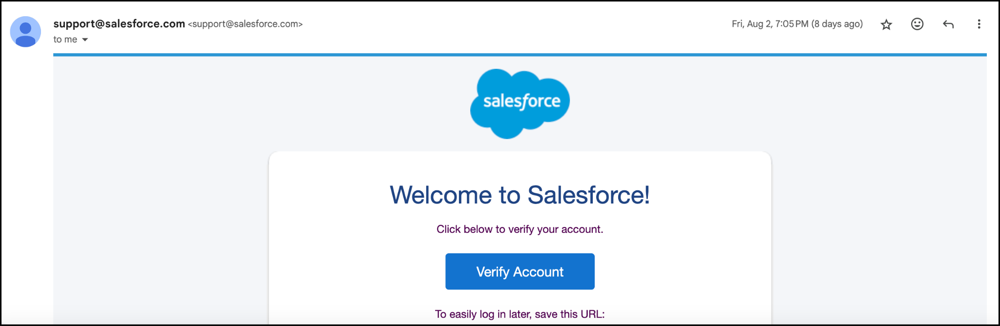 support@salesforce.com <support@salesforce.com> Fri, Aug 2, 7:05 PM (8 days ago)
to me
salesforce
Welcome to Salesforce!
Click below to verify your account.
Verify Account
To easily log in later, save this URL: